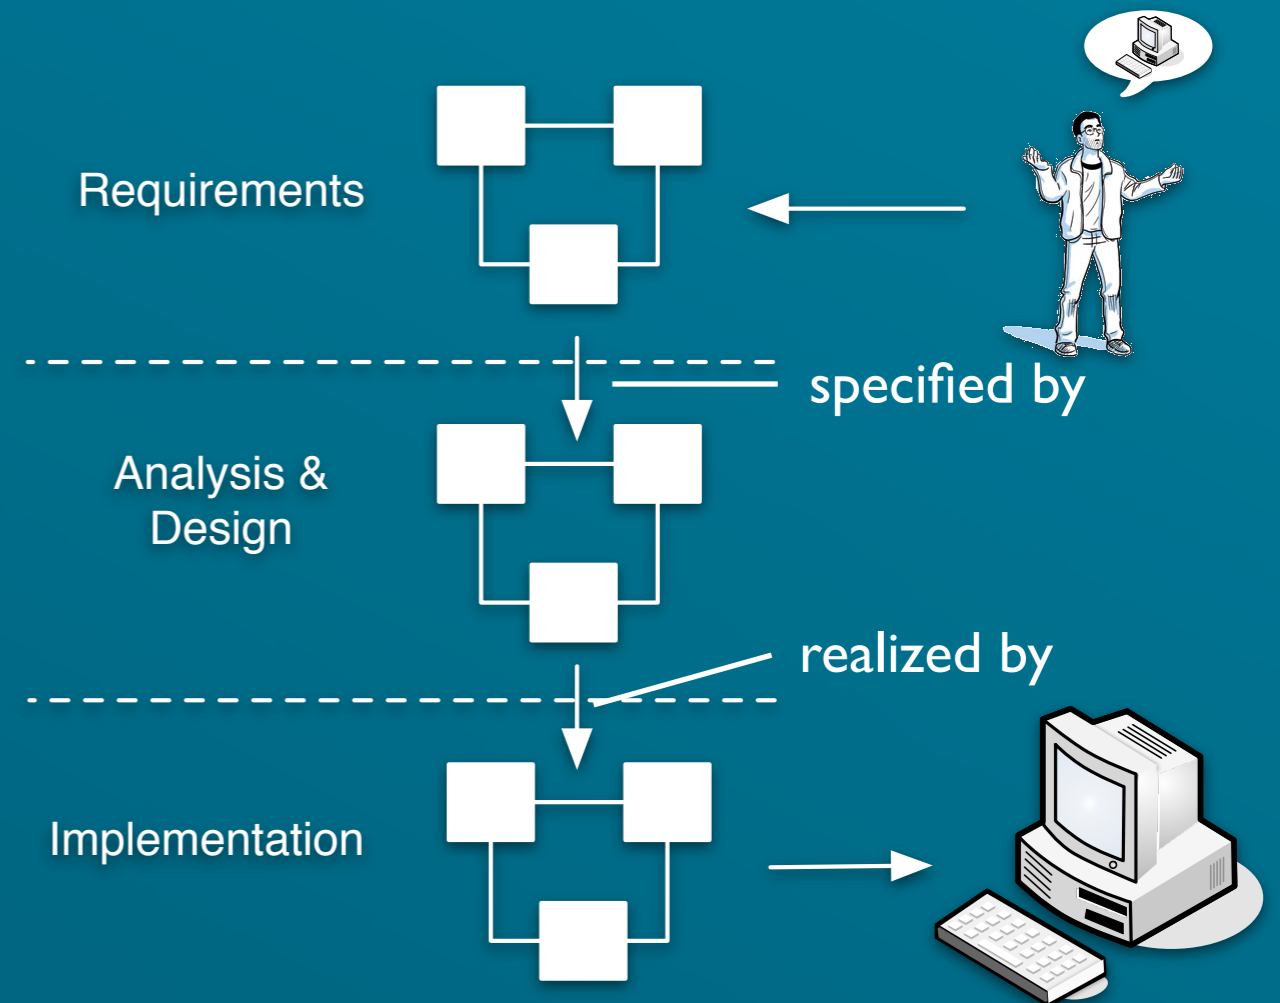 Requirements
specified by
Analysis &
Design
realized by
Implementation